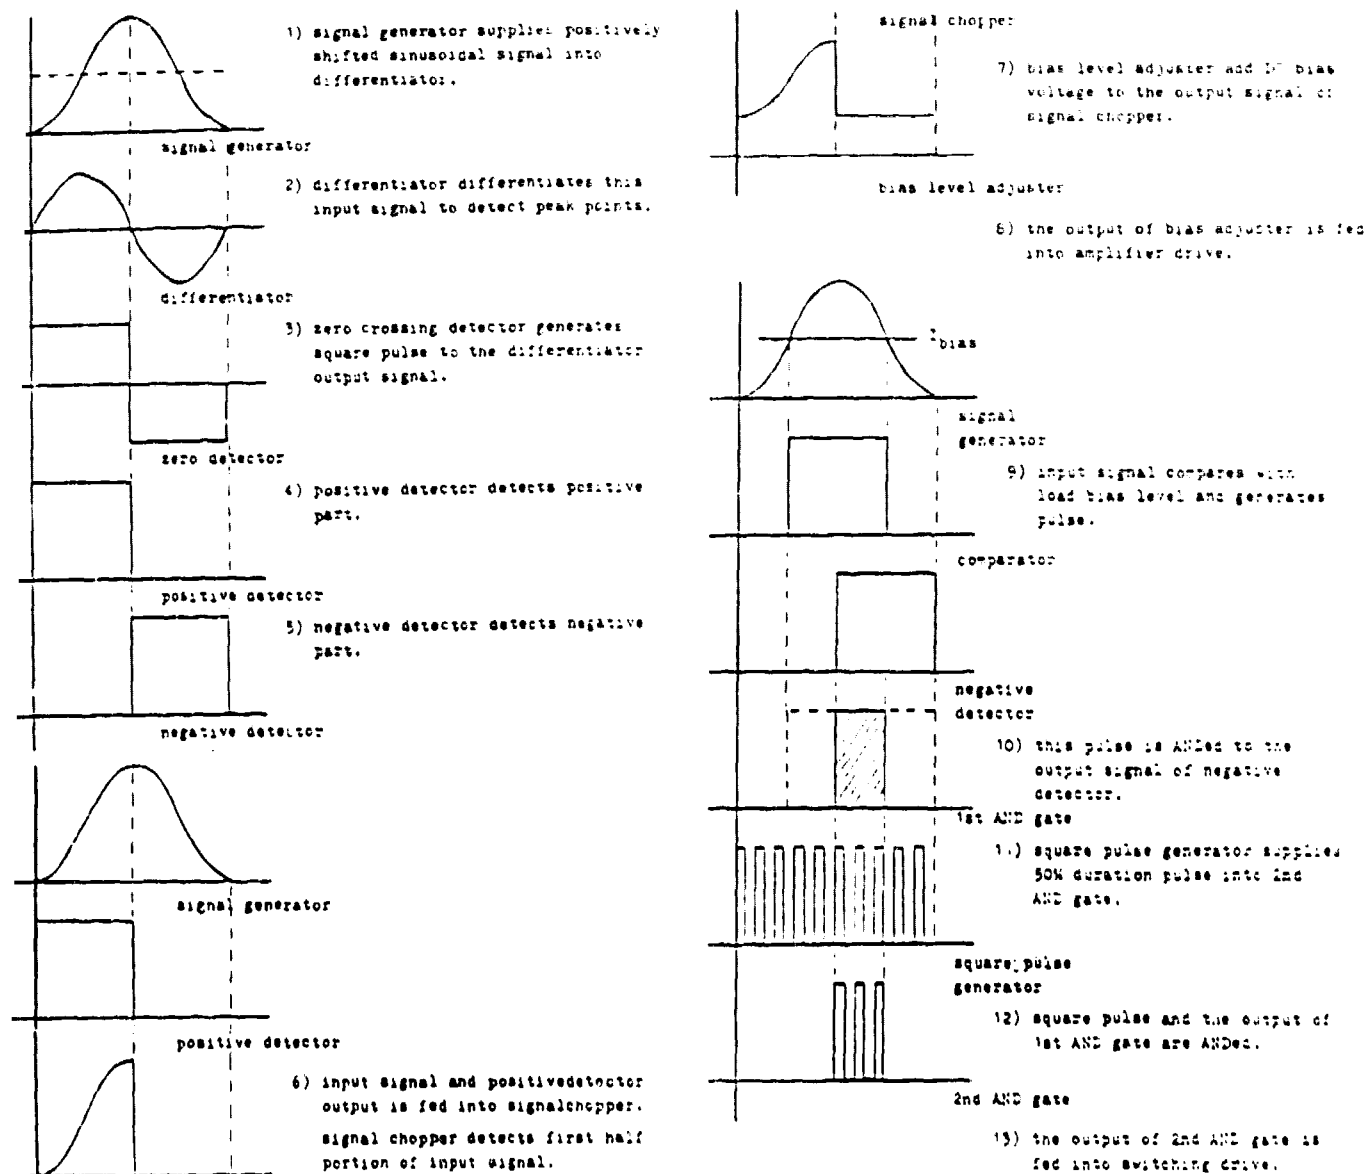 1) signal generator supplies positively
shifted sinusoidal signal into
differentiator.
signal generator
2) differentiator differentiates this
input signal to detect peak points.
differentiator
3) zero crossing detector generates
square pulse to the differentiator
output signal.
zero detector
4) positive detector detects positive
part.
positive detector
5) negative detector detects negative
part.
negative detector
signal generator
positive detector
6) input signal and positivedetector
output is fed into signalchopper.
signal chopper detects first half
portion of input signal.
signal chopper
7) bias level adjuster add DC bias
voltage to the output signal of
signal chopper.
bias level adjuster
8) the output of bias adjuster is fed
into amplifier drive.
bias
signal
generator
9) input signal compares with
load bias level and generates
pulse.
comparator
negative
detector
10) this pulse is ANDed to the
output signal of negative
detector.
1st AND gate
11) square pulse generator supplies
50% duration pulse into 2nd
AND gate.
square pulse
generator
12) square pulse and the output of
1st AND gate are ANDed.
2nd AND gate
13) the output of 2nd AND gate is
fed into switching drive.